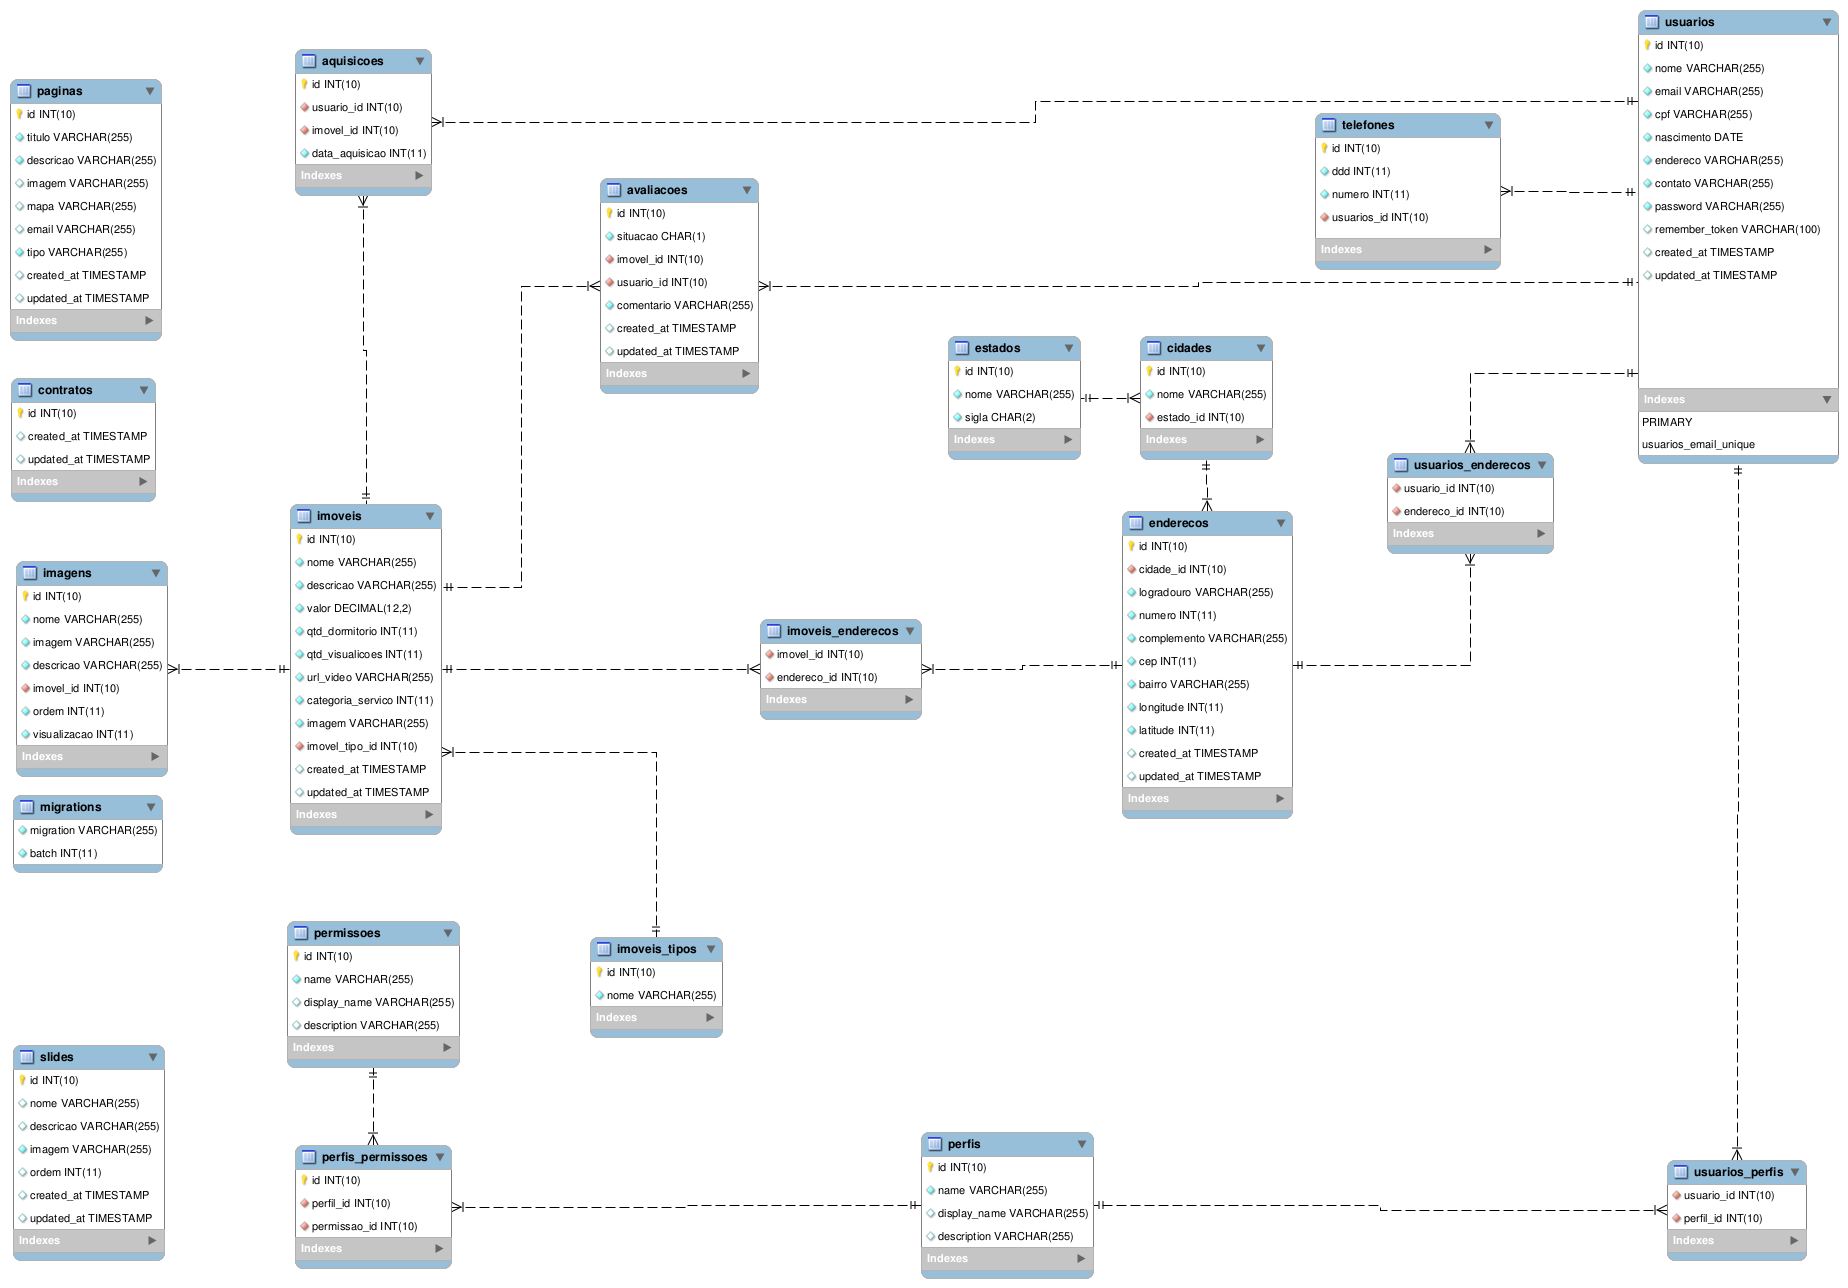 paginas
id INT(10)
titulo VARCHAR(255)
descricao VARCHAR(255)
imagem VARCHAR(255)
mapa VARCHAR(255)
email VARCHAR(255)
tipo VARCHAR(255)
created_at TIMESTAMP
updated_at TIMESTAMP
Indexes
contratos
id INT(10)
created_at TIMESTAMP
updated_at TIMESTAMP
Indexes
imagens
id INT(10)
nome VARCHAR(255)
imagem VARCHAR(255)
descricao VARCHAR(255)
imovel_id INT(10)
ordem INT(11)
visualizacao INT(11)
Indexes
migrations
migration VARCHAR(255)
batch INT(11)
slides
id INT(10)
nome VARCHAR(255)
descricao VARCHAR(255)
imagem VARCHAR(255)
ordem INT(11)
created_at TIMESTAMP
updated_at TIMESTAMP
Indexes
aquisicoes
id INT(10)
usuario_id INT(10)
imovel_id INT(10)
data_aquisicao INT(11)
Indexes
imoveis
id INT(10)
nome VARCHAR(255)
descricao VARCHAR(255)
valor DECIMAL(12,2)
qtd_dormitorio INT(11)
qtd_visualicoes INT(11)
url_video VARCHAR(255)
categoria_servico INT(11)
imagem VARCHAR(255)
imovel_tipo_id INT(10)
created_at TIMESTAMP
updated_at TIMESTAMP
Indexes
permissoes
id INT(10)
name VARCHAR(255)
display_name VARCHAR(255)
description VARCHAR(255)
Indexes
perfis_permissoes
id INT(10)
perfil_id INT(10)
permissao_id INT(10)
Indexes
avaliacoes
id INT(10)
situacao CHAR(1)
imovel_id INT(10)
usuario_id INT(10)
comentario VARCHAR(255)
created_at TIMESTAMP
updated_at TIMESTAMP
Indexes
imoveis_enderecos
imovel_id INT(10)
endereco_id INT(10)
Indexes
imoveis_tipos
id INT(10)
nome VARCHAR(255)
Indexes
estados
id INT(10)
nome VARCHAR(255)
sigla CHAR(2)
Indexes
cidades
id INT(10)
nome VARCHAR(255)
estado_id INT(10)
Indexes
enderecos
id INT(10)
cidade_id INT(10)
logradouro VARCHAR(255)
numero INT(11)
complemento VARCHAR(255)
cep INT(11)
bairro VARCHAR(255)
longitude INT(11)
latitude INT(11)
created_at TIMESTAMP
updated_at TIMESTAMP
Indexes
perfis
id INT(10)
name VARCHAR(255)
display_name VARCHAR(255)
description VARCHAR(255)
Indexes
telefones
id INT(10)
ddd INT(11)
numero INT(11)
usuarios_id INT(10)
Indexes
usuarios_enderecos
usuario_id INT(10)
endereco_id INT(10)
Indexes
usuarios
id INT(10)
nome VARCHAR(255)
email VARCHAR(255)
cpf VARCHAR(255)
nascimento DATE
endereco VARCHAR(255)
contato VARCHAR(255)
password VARCHAR(255)
remember_token VARCHAR(100)
created_at TIMESTAMP
updated_at TIMESTAMP
Indexes
PRIMARY
usuarios_email_unique
usuarios_perfis
usuario_id INT(10)
perfil_id INT(10)
Indexes